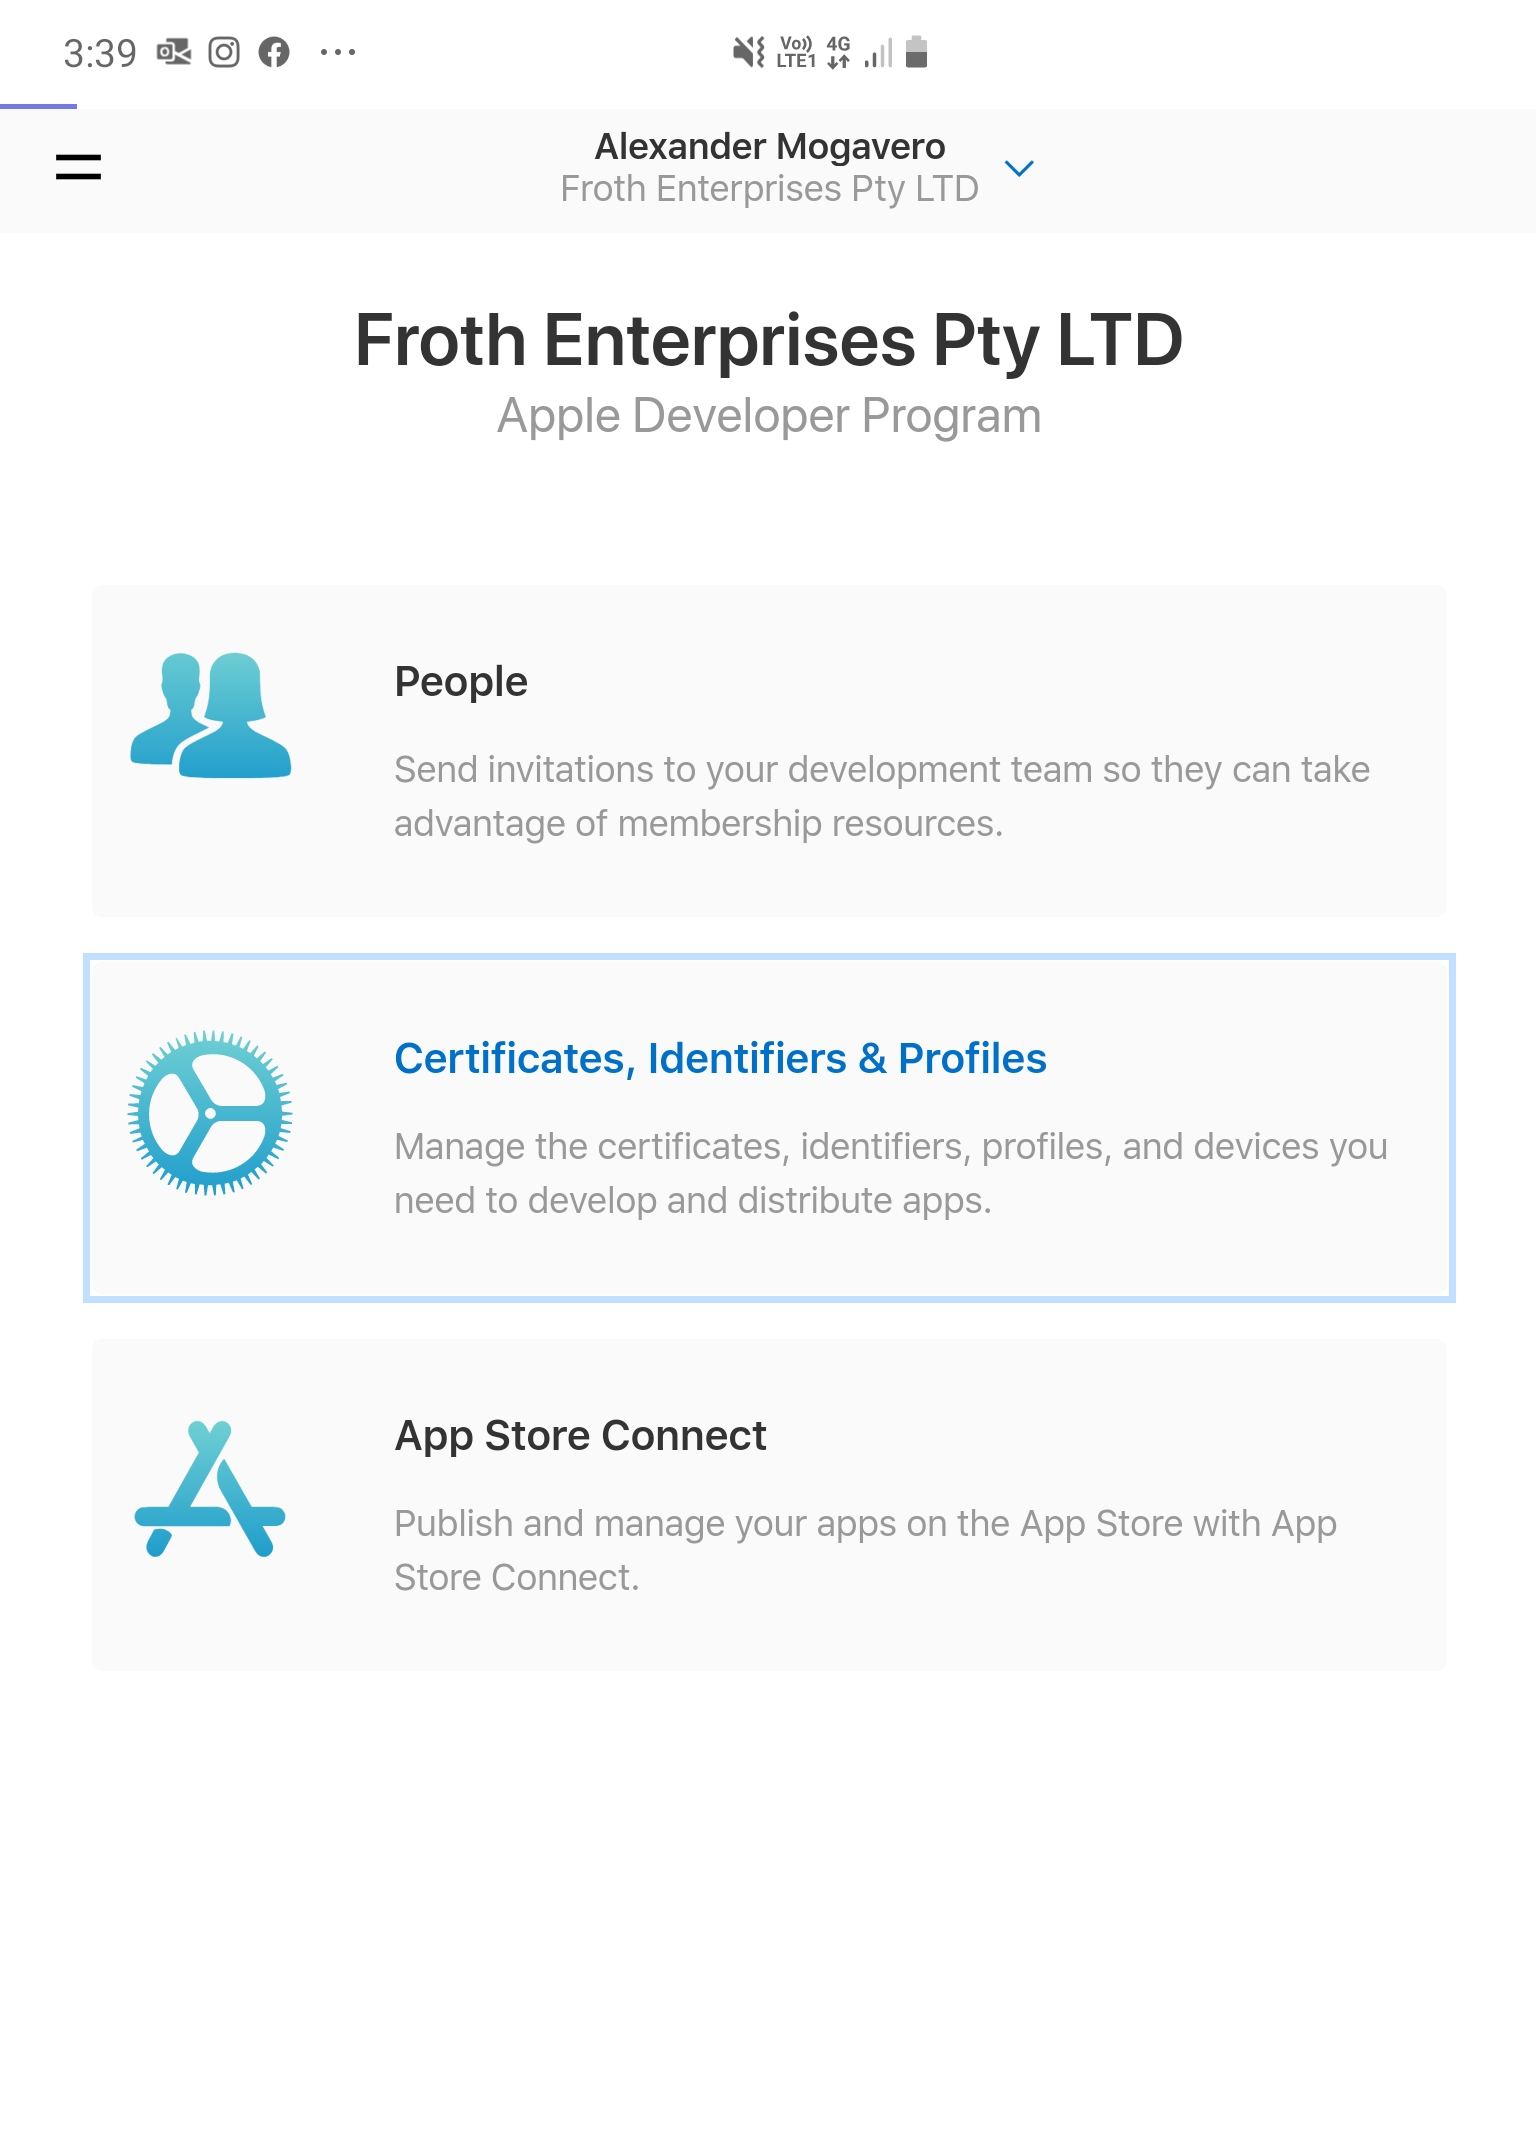 3:39
Vo)) 4G
LTE1
Alexander Mogavero
Froth Enterprises Pty LTD
Froth Enterprises Pty LTD
Apple Developer Program
People
Send invitations to your development team so they can take
advantage of membership resources.
Certificates, Identifiers & Profiles
Manage the certificates, identifiers, profiles, and devices you
need to develop and distribute apps.
App Store Connect
Publish and manage your apps on the App Store with App
Store Connect.